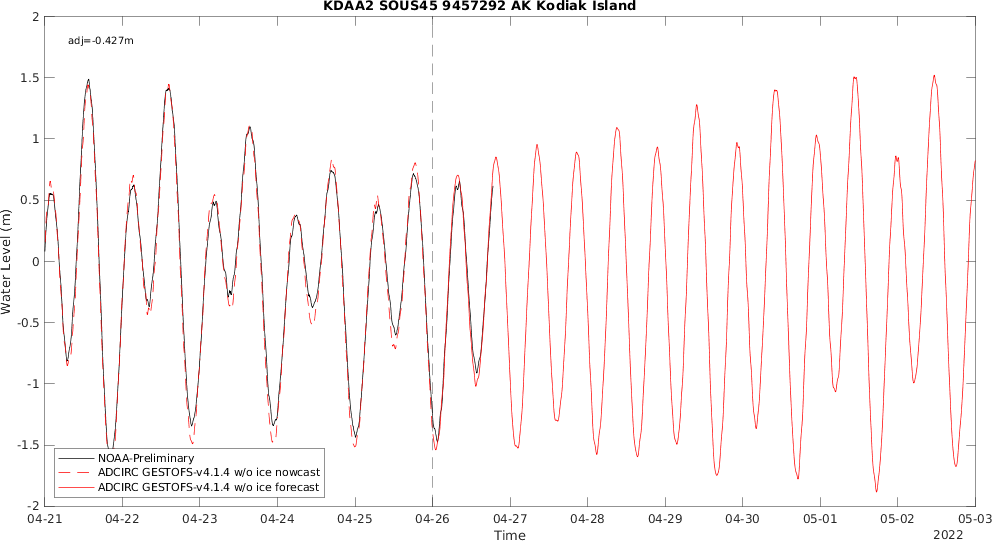 KDAA2 SOUS45 9457292 AK Kodiak Island
adj=-0.427m
Water Level (m)
2
1.5
1
0.5
0
-0.5
-1
-1.5
-2
NOAA-Preliminary
ADCIRC GESTOFS-v4.1.4 w/o ice nowcast
ADCIRC GESTOFS-v4.1.4 w/o ice forecast
04-21 04-22 04-23 04-24 04-25 04-26 04-27 04-28 04-29 04-30 05-01 05-02 05-03
Time
2022